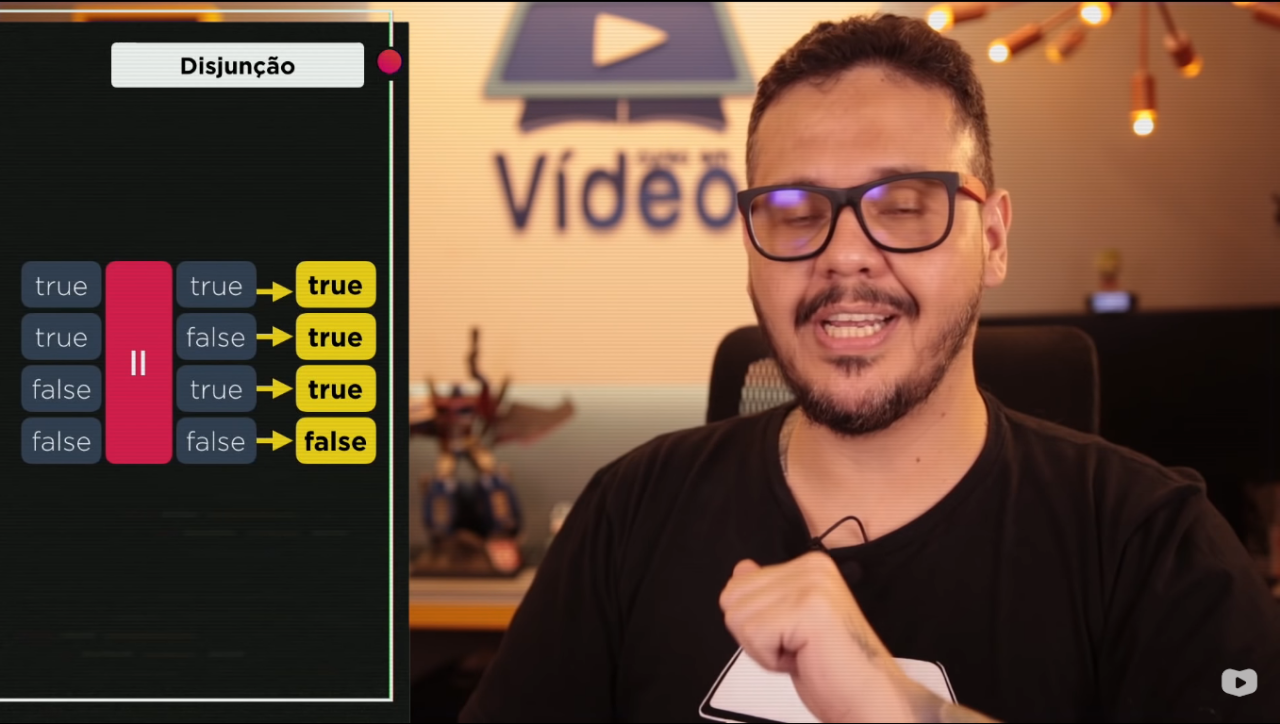 Disjunção
true || true true
true false true
false true true
false false false
Vídeo